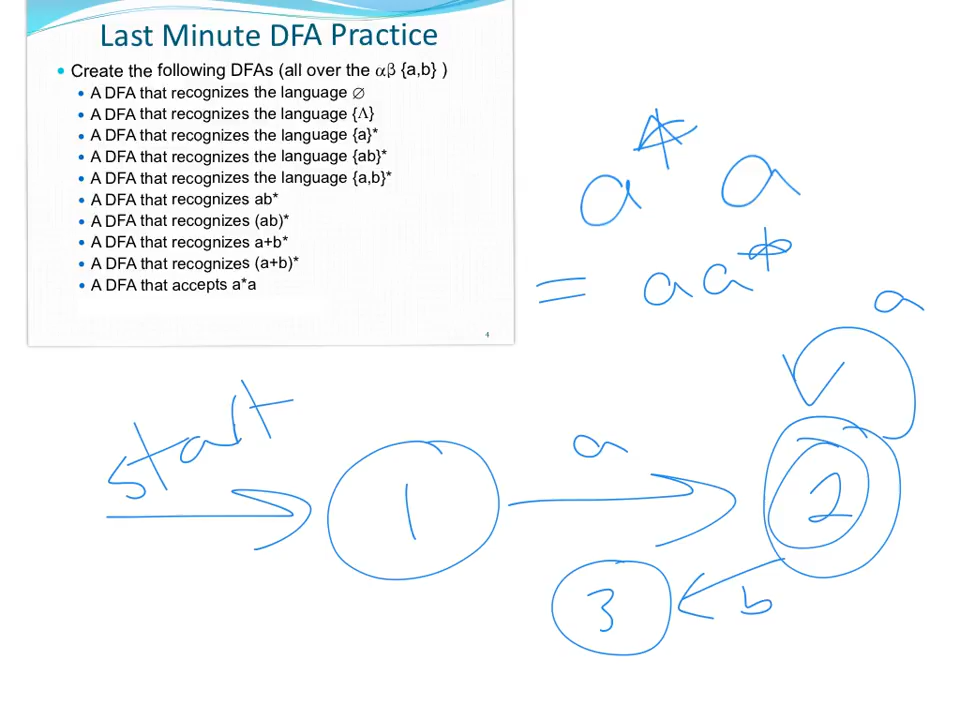 Last Minute DFA Practice
• Create the following DFAs (all over the αβ {a,b} )
• A DFA that recognizes the language ∅
• A DFA that recognizes the language {Λ}
• A DFA that recognizes the language {a}*
• A DFA that recognizes the language {ab}*
• A DFA that recognizes the language {a,b}*
• A DFA that recognizes ab*
• A DFA that recognizes (ab)*
• A DFA that recognizes a+b*
• A DFA that recognizes (a+b)*
• A DFA that accepts a*a
4
a* a
= aa*
a
start
a
1
2
3
b